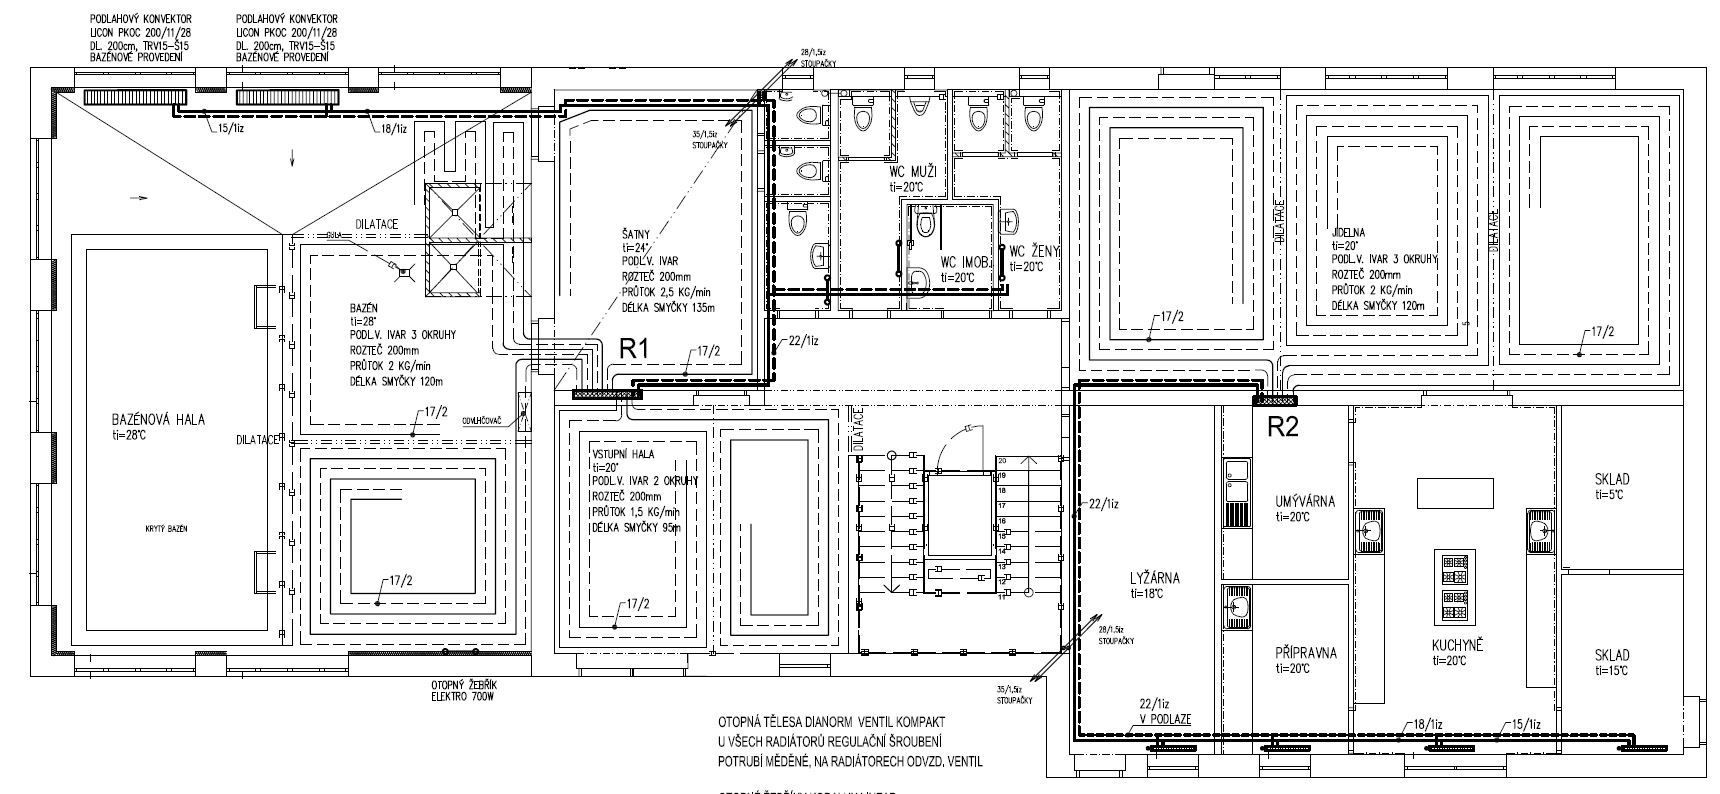 PODLAHOVÝ KONVEKTOR
LICON PKOC 200/11/28
DL. 200cm, TRV15–Š15
BAZÉNOVÉ PROVEDENÍ
PODLAHOVÝ KONVEKTOR
LICON PKOC 200/11/28
DL. 200cm, TRV15–Š15
BAZÉNOVÉ PROVEDENÍ
28/1,5iz
STOUPAČKY
15/1iz
18/1iz
35/1,5iz
STOUPAČKY
WC MUŽI
ti=20°C
DILATACE
ŠATNY
ti=24°
PODL.V. IVAR
ROZTEČ 200mm
PRŮTOK 2,5 KG/min
DÉLKA SMYČKY 135m
WC IMOB.
ti=20°C
WC ŽENY
ti=20°C
DILATACE
DILATACE
JÍDELNA
ti=20°
PODL.V. IVAR 3 OKRUHY
ROZTEČ 200mm
PRŮTOK 2 KG/min
DÉLKA SMYČKY 120m
BAZÉN
ti=28°
PODL.V. IVAR 3 OKRUHY
ROZTEČ 200mm
PRŮTOK 2 KG/min
DÉLKA SMYČKY 120m
R1
17/2
22/1iz
17/2
17/2
BAZÉNOVÁ HALA
ti=28°C
17/2
ODVLHČOVAČ
DILATACE
DILATACE
R2
VSTUPNÍ HALA
ti=20°
PODL.V. IVAR 2 OKRUHY
ROZTEČ 200mm
PRŮTOK 1,5 KG/min
DÉLKA SMYČKY 95m
20
19
18
17
16
15
14
13
12
11
22/1iz
UMÝVÁRNA
ti=20°C
SKLAD
ti=5°C
KRYTÝ BAZÉN
17/2
17/2
LYŽÁRNA
ti=18°C
28/1,5iz
STOUPAČKY
PŘÍPRAVNA
ti=20°C
KUCHYNĚ
ti=20°C
SKLAD
ti=15°C
OTOPNÝ ŽEBŘÍK
ELEKTRO 700W
35/1,5iz
STOUPAČKY
22/1iz
V PODLAZE
18/1iz
15/1iz
OTOPNÁ TĚLESA DIANORM VENTIL KOMPAKT
U VŠECH RADIÁTORŮ REGULAČNÍ ŠROUBENÍ
POTRUBÍ MĚDĚNÉ, NA RADIÁTORECH ODVZD. VENTIL